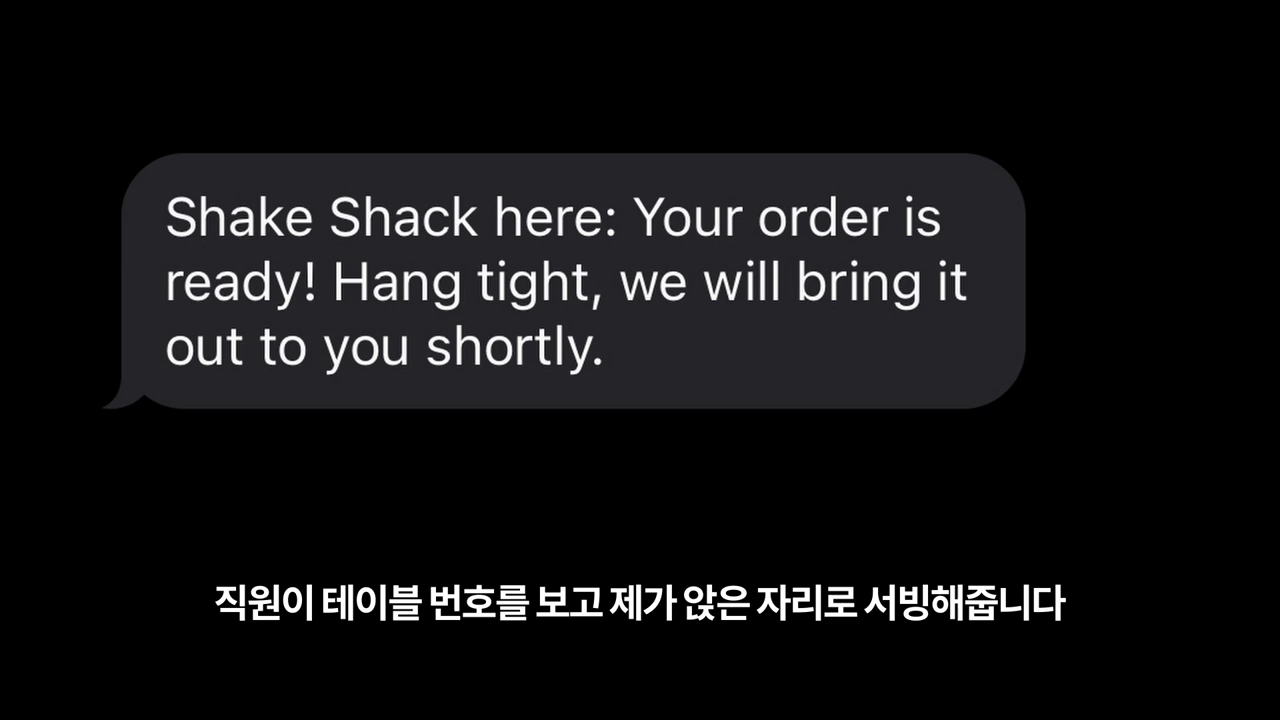 Shake Shack here: Your order is
ready! Hang tight, we will bring it
out to you shortly.
직원이 테이블 번호를 보고 제가 앉은 자리로 서빙해줍니다